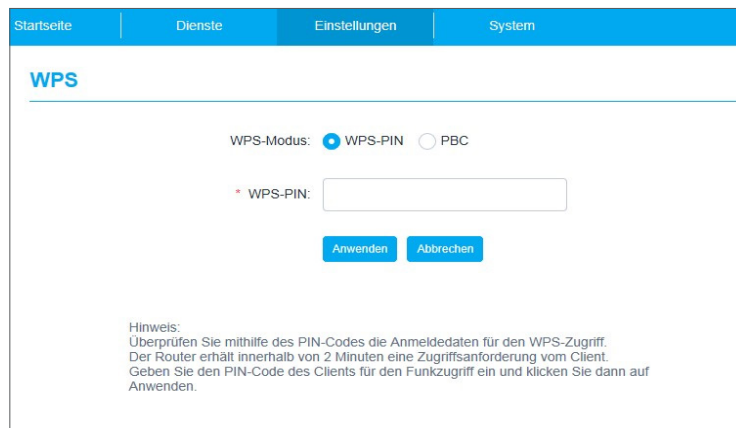 Startseite Dienste Einstellungen System
WPS
WPS-Modus: WPS-PIN PBC
* WPS-PIN:
Anwenden Abbrechen
Hinweis:
Überprüfen Sie mithilfe des PIN-Codes die Anmeldedaten für den WPS-Zugriff.
Der Router erhält innerhalb von 2 Minuten eine Zugriffsanforderung vom Client.
Geben Sie den PIN-Code des Clients für den Funkzugriff ein und klicken Sie dann auf
Anwenden.